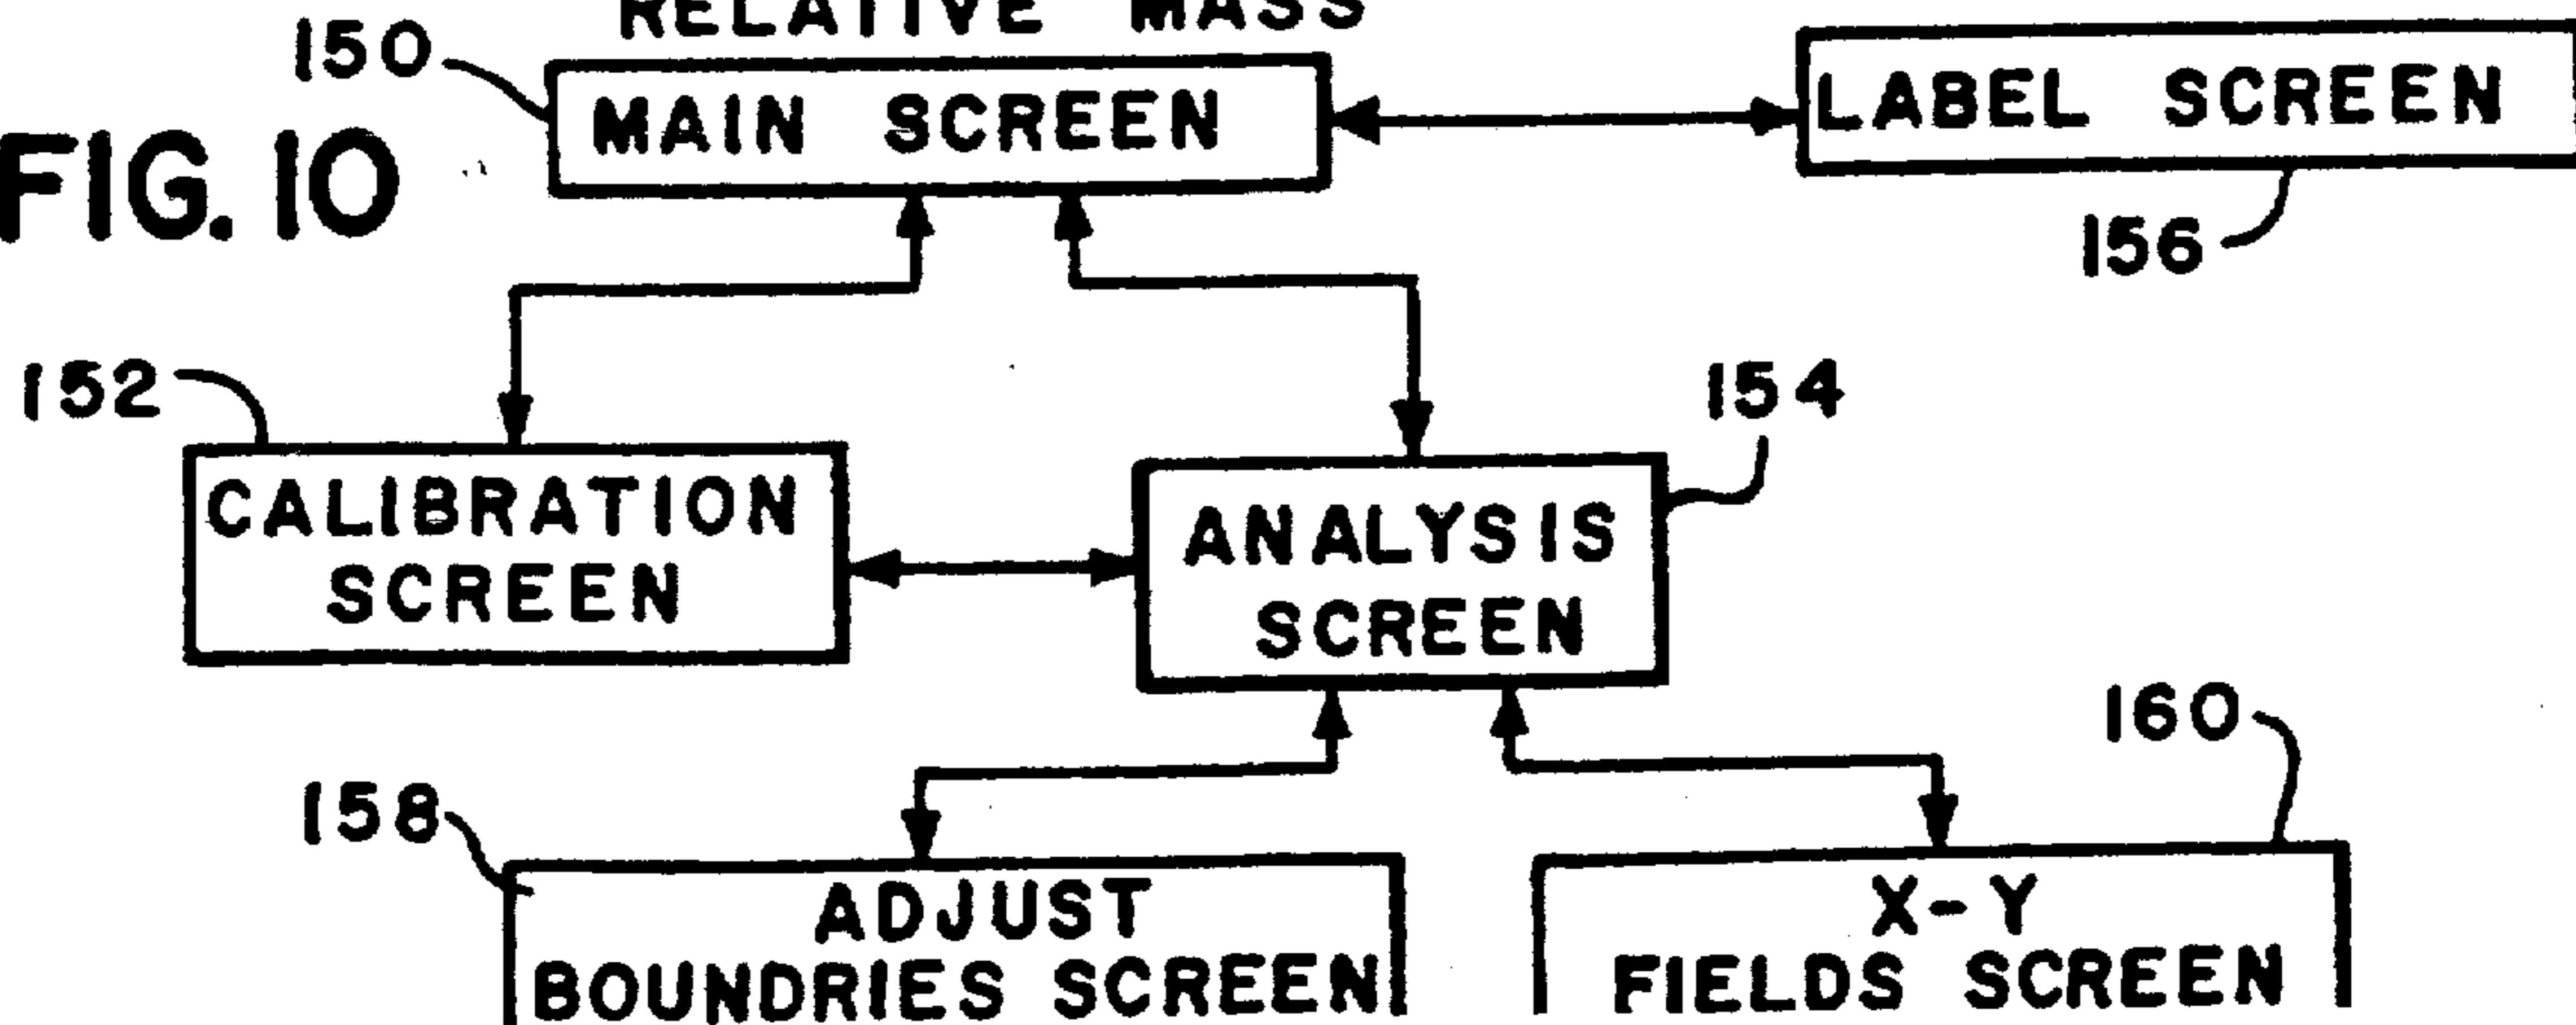 RELATIVE MASS
150
MAIN SCREEN
LABEL SCREEN
FIG. 10
156
152
154
CALIBRATION
SCREEN
ANALYSIS
SCREEN
160
158
ADJUST
BOUNDRIES SCREEN
X-Y
FIELDS SCREEN